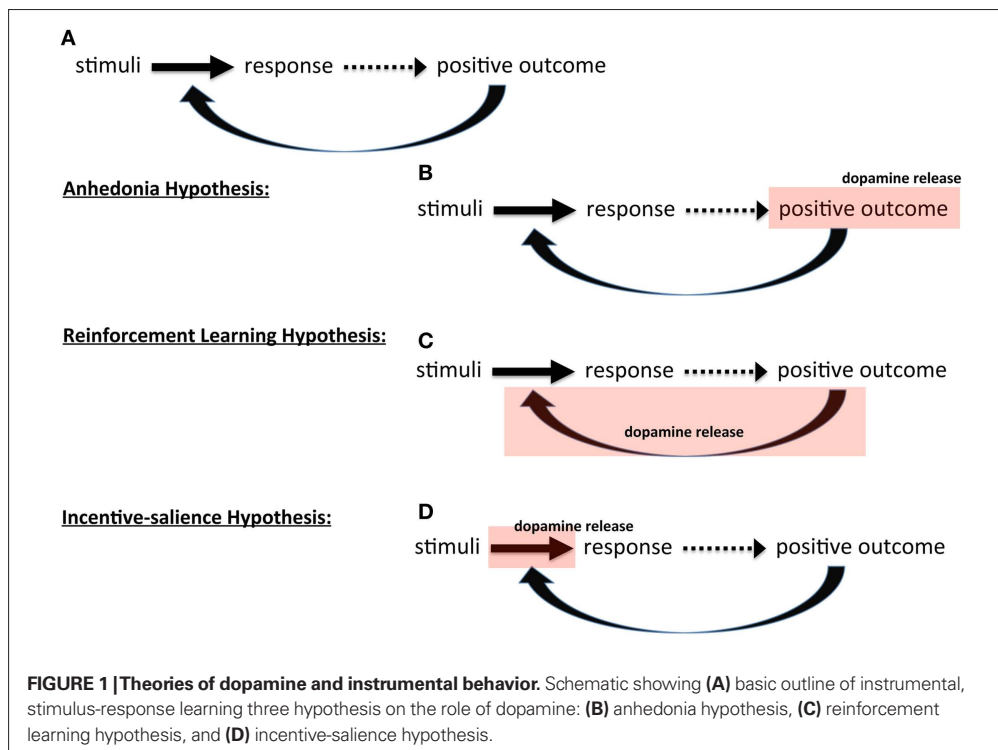 A
stimuli response positive outcome
Anhedonia Hypothesis:
B
dopamine release
stimuli response positive outcome
Reinforcement Learning Hypothesis:
C
stimuli response positive outcome
dopamine release
Incentive-salience Hypothesis:
D
dopamine release
stimuli response positive outcome
FIGURE 1 | Theories of dopamine and instrumental behavior. Schematic showing (A) basic outline of instrumental,
stimulus-response learning three hypothesis on the role of dopamine: (B) anhedonia hypothesis, (C) reinforcement
learning hypothesis, and (D) incentive-salience hypothesis.